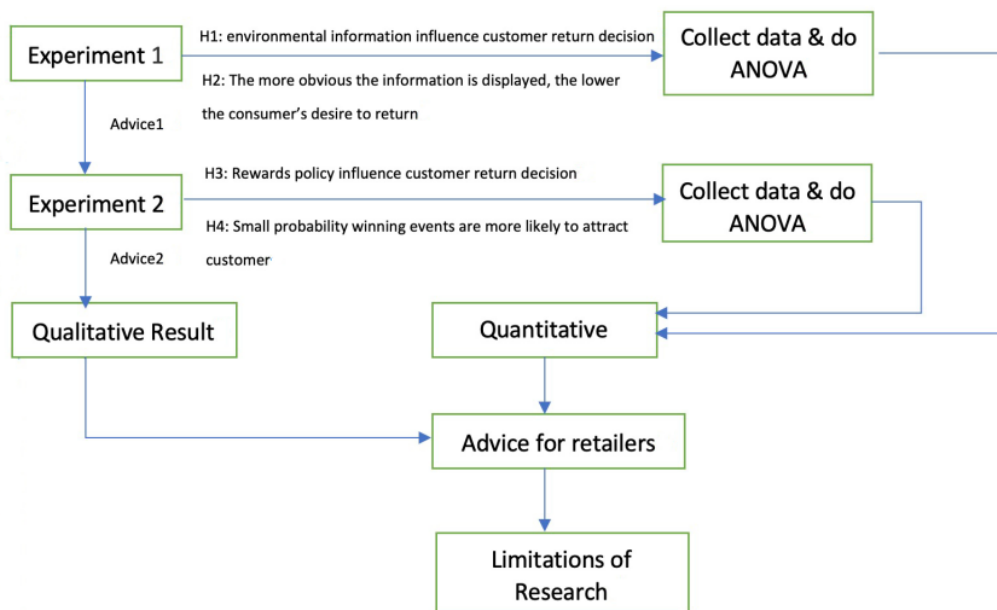 Experiment 1
H1: environmental information influence customer return decision
H2: The more obvious the information is displayed, the lower
the consumer's desire to return
Collect data & do
ANOVA
Advice1
Experiment 2
H3: Rewards policy influence customer return decision
H4: Small probability winning events are more likely to attract
customer
Collect data & do
ANOVA
Advice2
Qualitative Result
Quantitative
Advice for retailers
Limitations of
Research